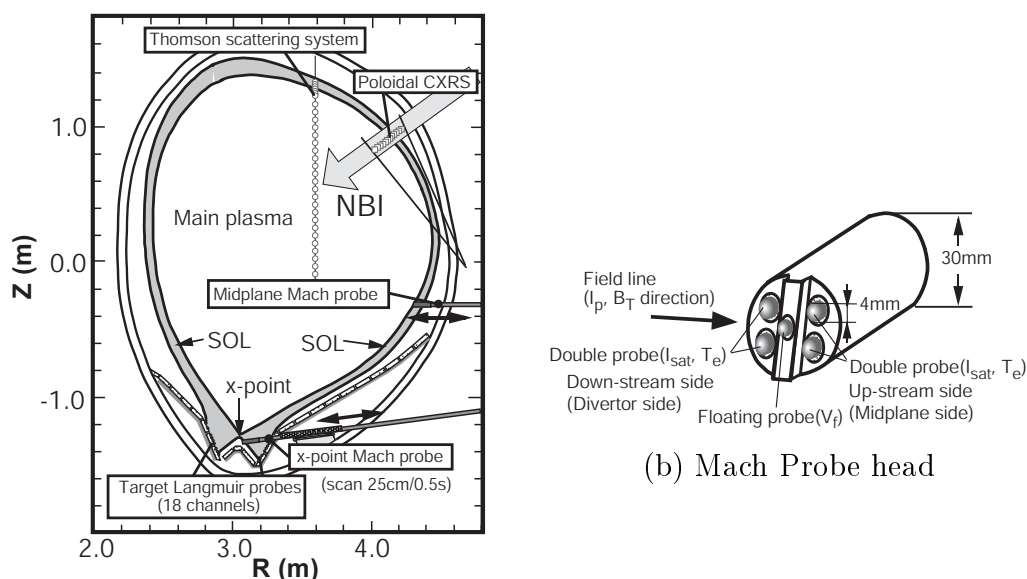 Thomson scattering system
Poloidal CXRS
1.0
NBI
Main plasma
Z (m)
0.0
Midplane Mach probe
SOL
SOL
x-point
-1.0
x-point Mach probe
(scan 25cm/0.5s)
Target Langmuir probes
(18 channels)
2.0
3.0
4.0
R (m)
30mm
Field line
(Ip, BT direction)
4mm
Double probe(Isat, Te)
Down-stream side
(Divertor side)
Double probe(Isat, Te)
Up-stream side
(Midplane side)
Floating probe(Vf)
(b) Mach Probe head